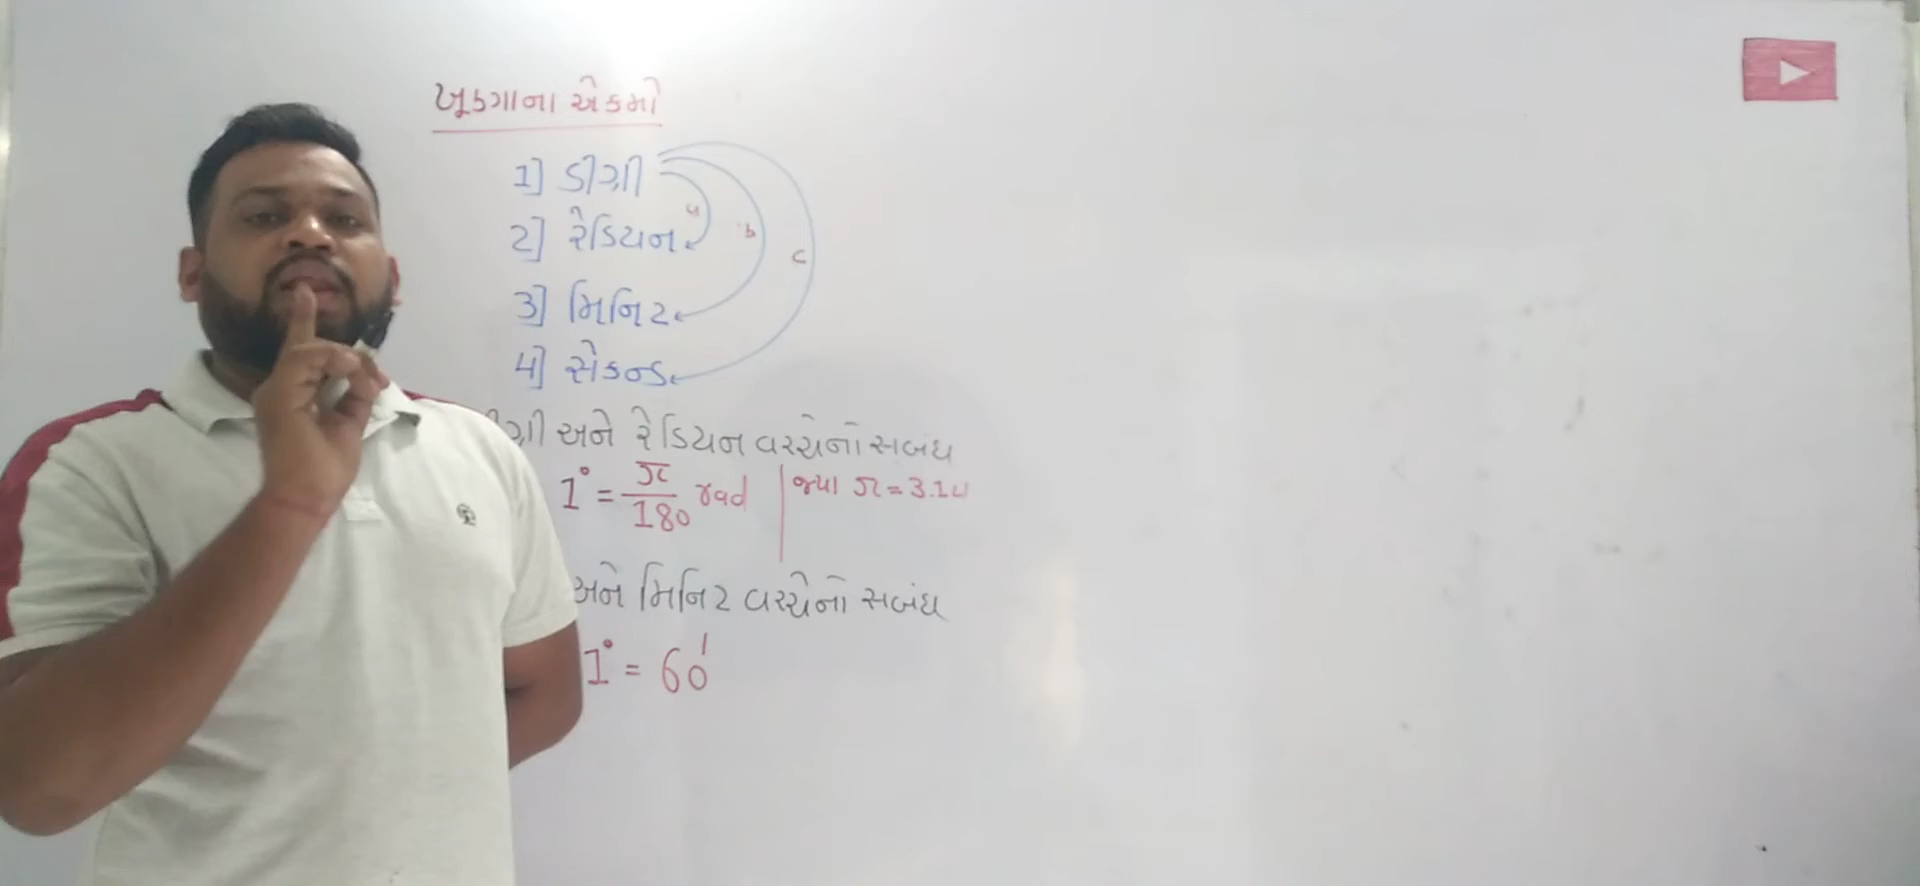 ખૂણાના એકમો
1] ડીગ્રી
2] રેડિયન
a
b
c
3] મિનિટ
4] સેકન્ડ
અને રેડિયન વચ્ચેનો સબંધ
1° = π/180 rad | જ્યા π = 3.14
અને મિનિટ વચ્ચેનો સબંધ
1° = 60'